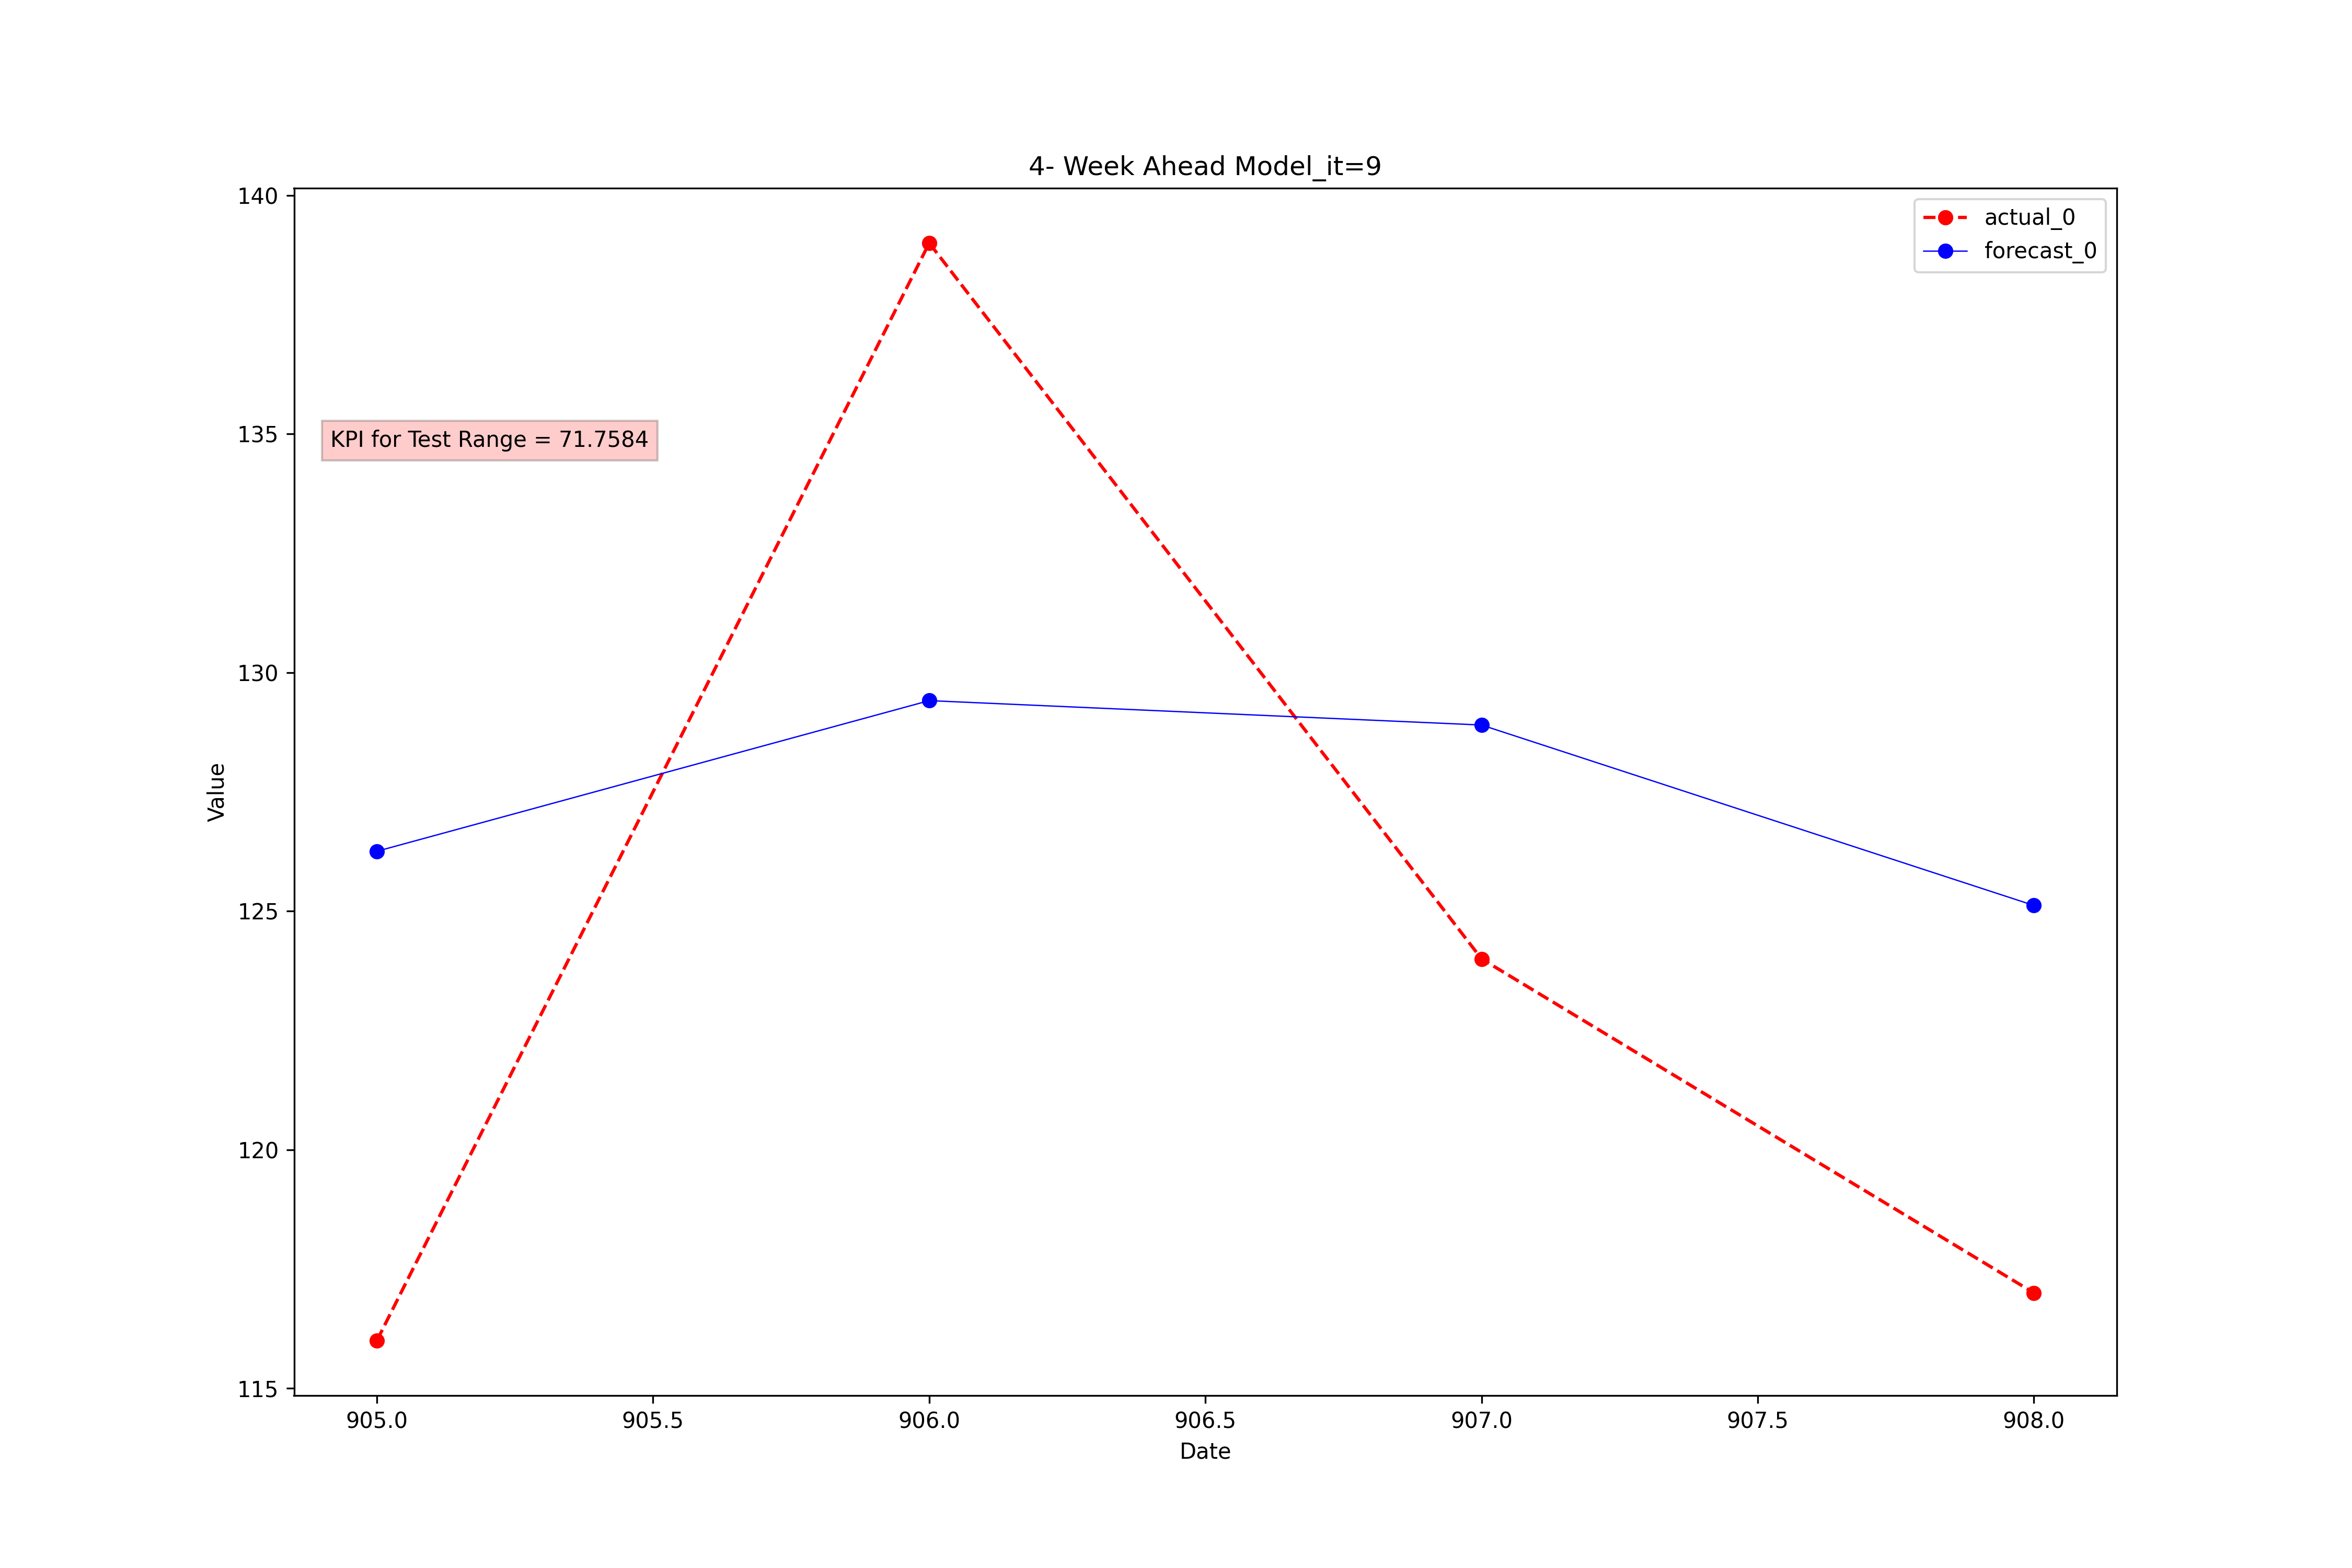 4- Week Ahead Model_it=9
actual_0
forecast_0
KPI for Test Range = 71.7584
Value
140
135
130
125
120
115
905.0 905.5 906.0 906.5 907.0 907.5 908.0
Date